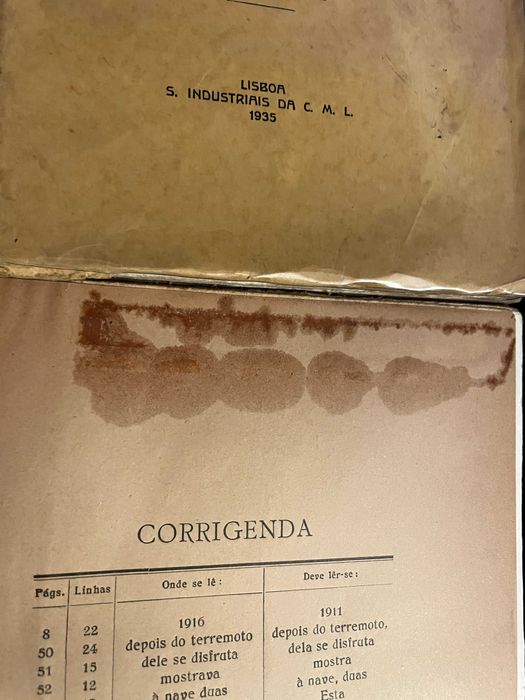 LISBOA
S. INDUSTRIAIS DA C. M. L.
1935
CORRIGENDA
Págs. Linhas Onde se lê: Deve lêr-se:
8 22 1916 1911
50 24 depois do terremoto depois do terremoto,
51 15 dele se disfruta dela se disfruta
52 12 mostrava mostra
à nave duas à nave, duas
Esta